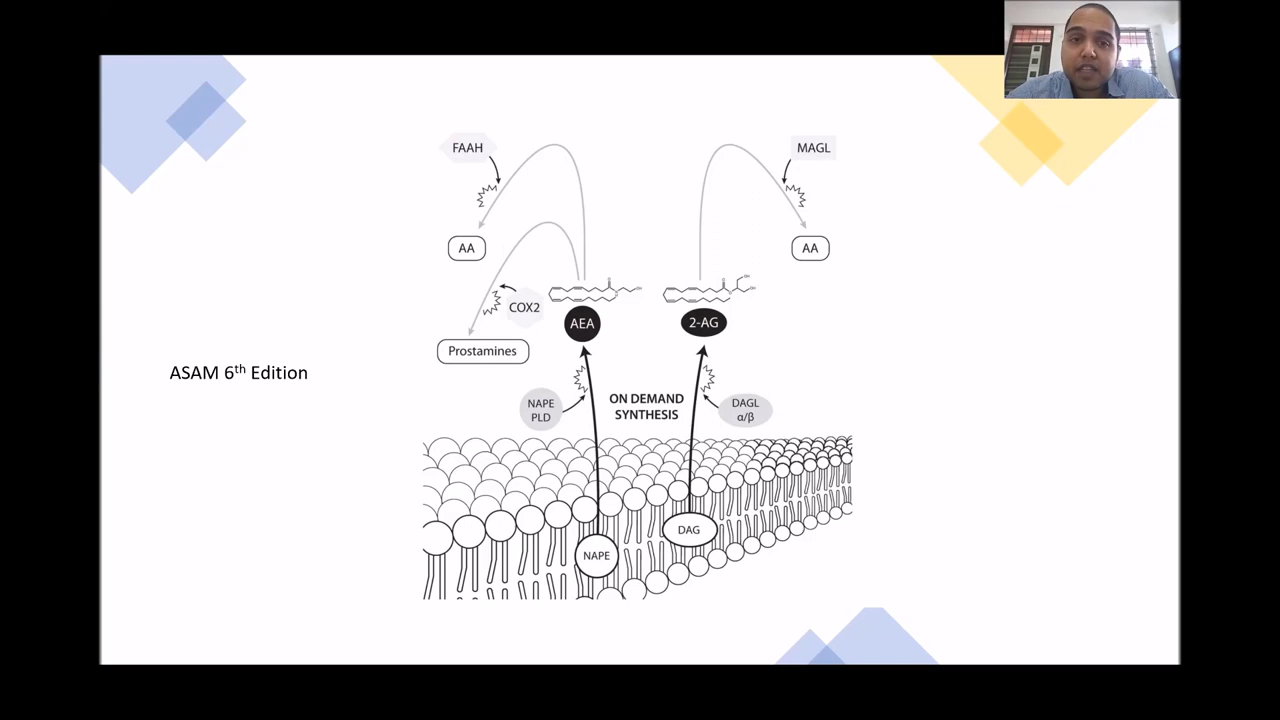 FAAH
MAGL
AA
AA
COX2
AEA
2-AG
Prostamines
ASAM 6th Edition
NAPE
PLD
ON DEMAND
SYNTHESIS
DAGL
α/β
DAG
NAPE